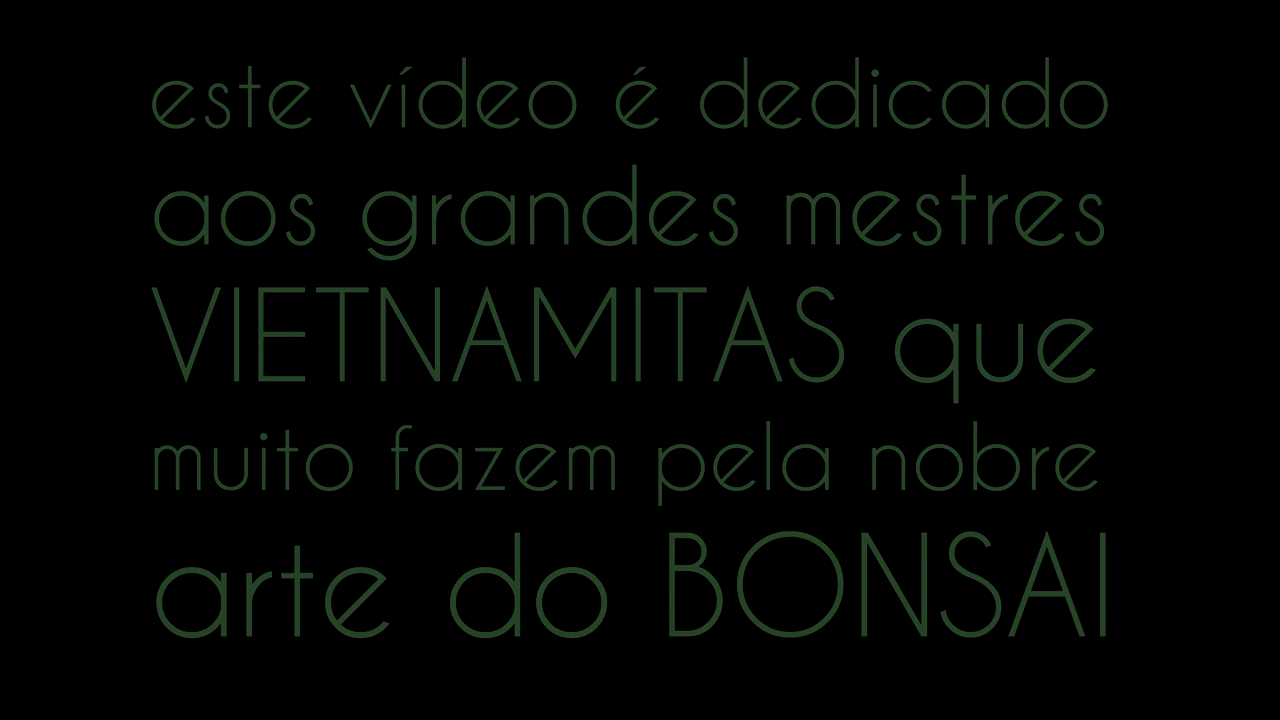 este vídeo é dedicado
aos grandes mestres
VIETNAMITAS que
muito fazem pela nobre
arte do BONSAI